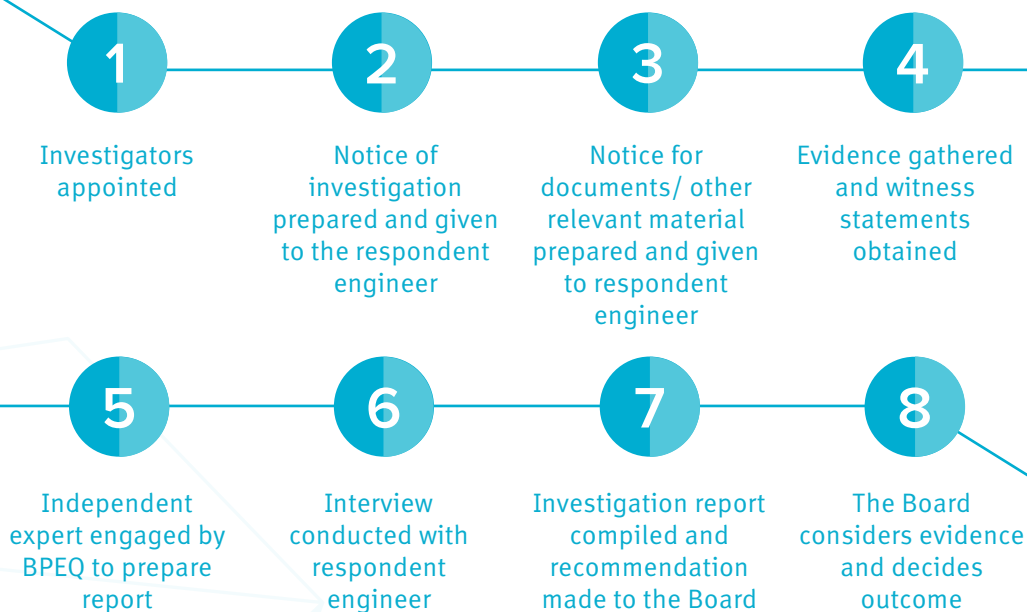 1
Investigators
appointed
2
Notice of
investigation
prepared and given
to the respondent
engineer
3
Notice for
documents/ other
relevant material
prepared and given
to respondent
engineer
4
Evidence gathered
and witness
statements
obtained
5
Independent
expert engaged by
BPEQ to prepare
report
6
Interview
conducted with
respondent
engineer
7
Investigation report
compiled and
recommendation
made to the Board
8
The Board
considers evidence
and decides
outcome